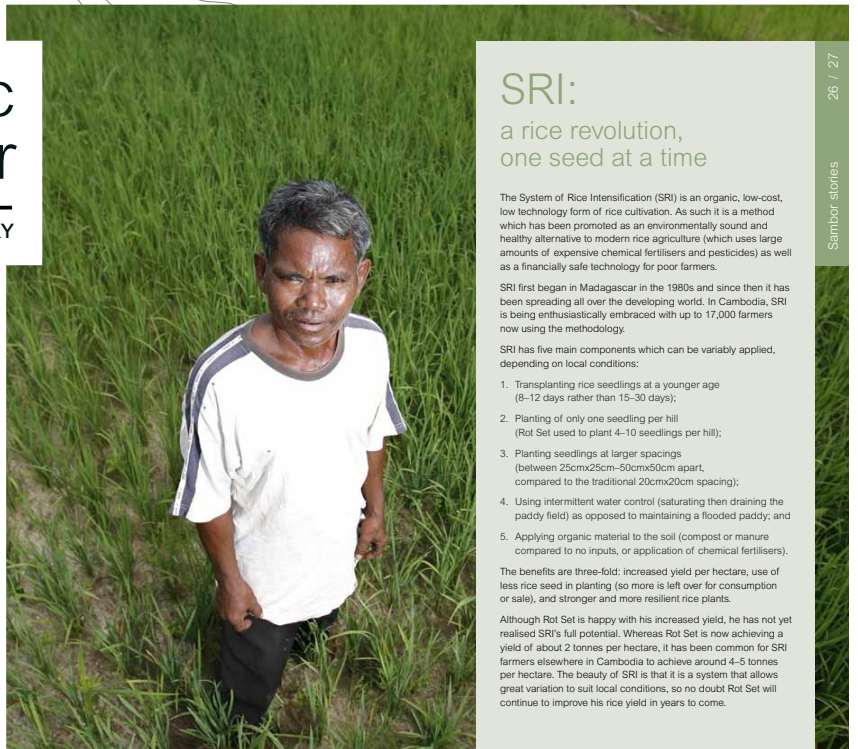 C
r
Y
SRI:
a rice revolution,
one seed at a time
The System of Rice Intensification (SRI) is an organic, low-cost,
low technology form of rice cultivation. As such it is a method
which has been promoted as an environmentally sound and
healthy alternative to modern rice agriculture (which uses large
amounts of expensive chemical fertilisers and pesticides) as well
as a financially safe technology for poor farmers.
SRI first began in Madagascar in the 1980s and since then it has
been spreading all over the developing world. In Cambodia, SRI
is being enthusiastically embraced with up to 17,000 farmers
now using the methodology.
SRI has five main components which can be variably applied,
depending on local conditions:
1. Transplanting rice seedlings at a younger age
(8–12 days rather than 15–30 days);
2. Planting of only one seedling per hill
(Rot Set used to plant 4–10 seedlings per hill);
3. Planting seedlings at larger spacings
(between 25cmx25cm–50cmx50cm apart,
compared to the traditional 20cmx20cm spacing);
4. Using intermittent water control (saturating then draining the
paddy field) as opposed to maintaining a flooded paddy; and
5. Applying organic material to the soil (compost or manure
compared to no inputs, or application of chemical fertilisers).
The benefits are three-fold: increased yield per hectare, use of
less rice seed in planting (so more is left over for consumption
or sale), and stronger and more resilient rice plants.
Although Rot Set is happy with his increased yield, he has not yet
realised SRI's full potential. Whereas Rot Set is now achieving a
yield of about 2 tonnes per hectare, it has been common for SRI
farmers elsewhere in Cambodia to achieve around 4–5 tonnes
per hectare. The beauty of SRI is that it is a system that allows
great variation to suit local conditions, so no doubt Rot Set will
continue to improve his rice yield in years to come.
Sambor stories 26 / 27